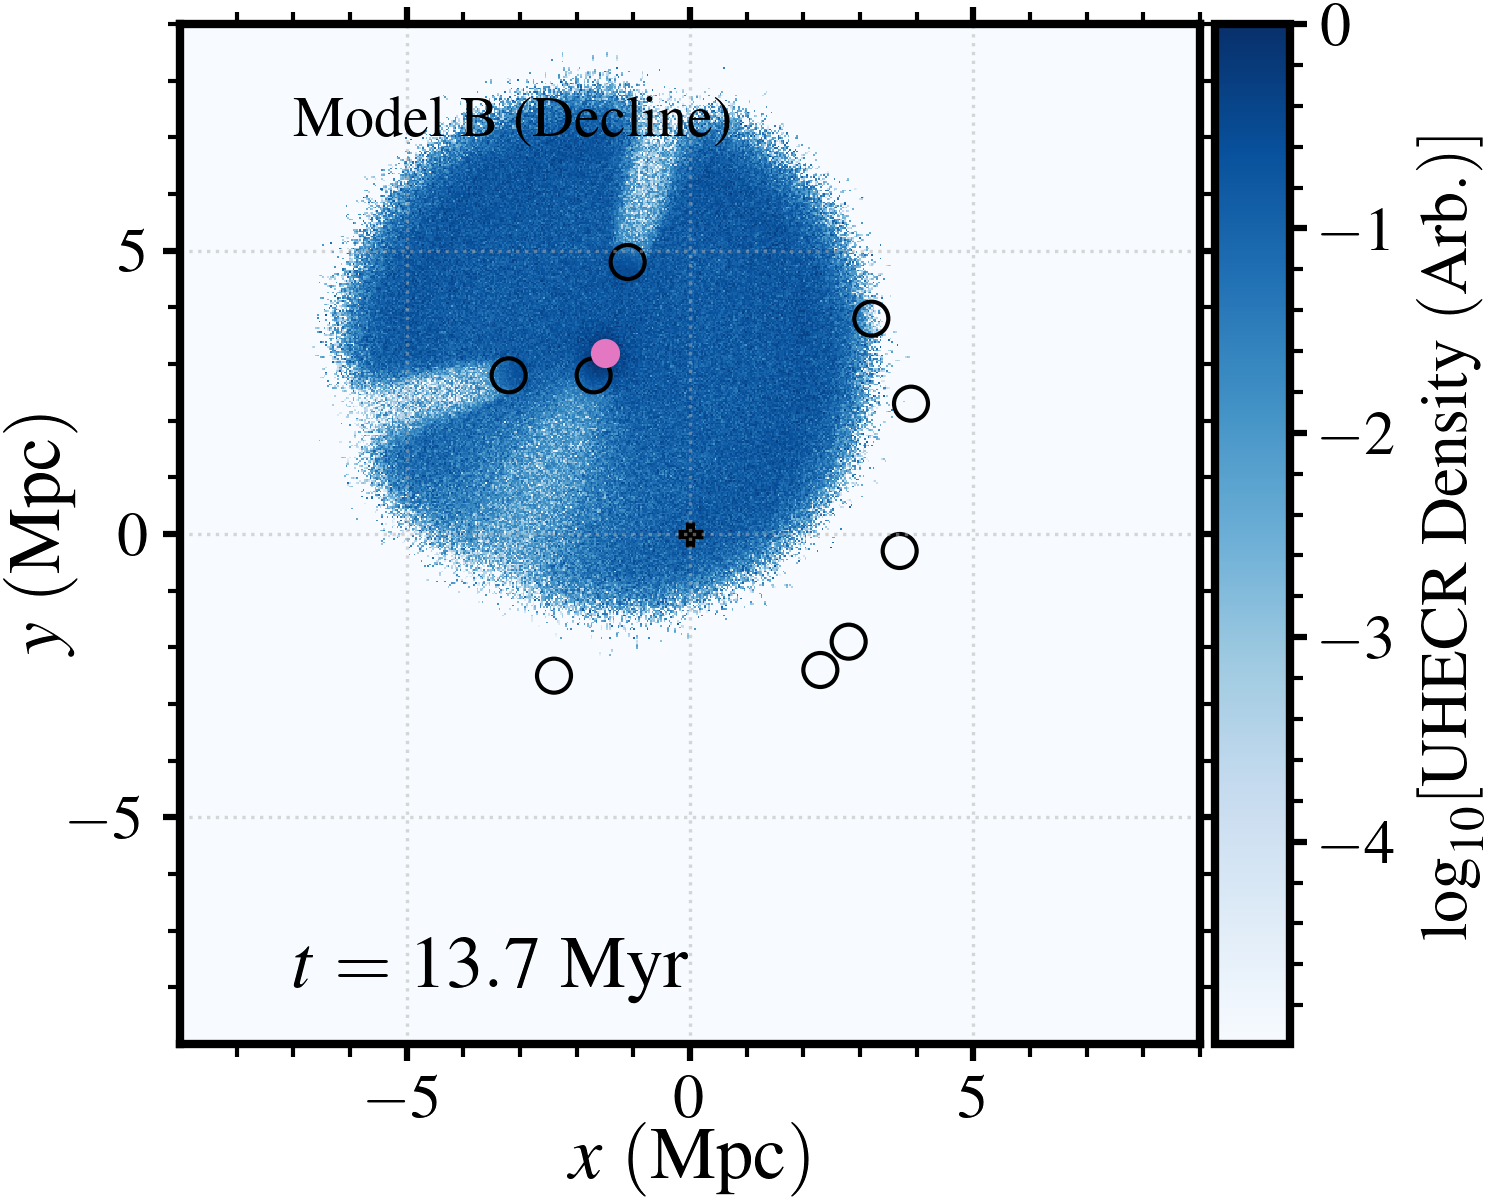 Model B (Decline)
t = 13.7 Myr
5
0
−5
y (Mpc)
−5
0
5
x (Mpc)
0
−1
−2
−3
−4
log₁₀[UHECR Density (Arb.)]